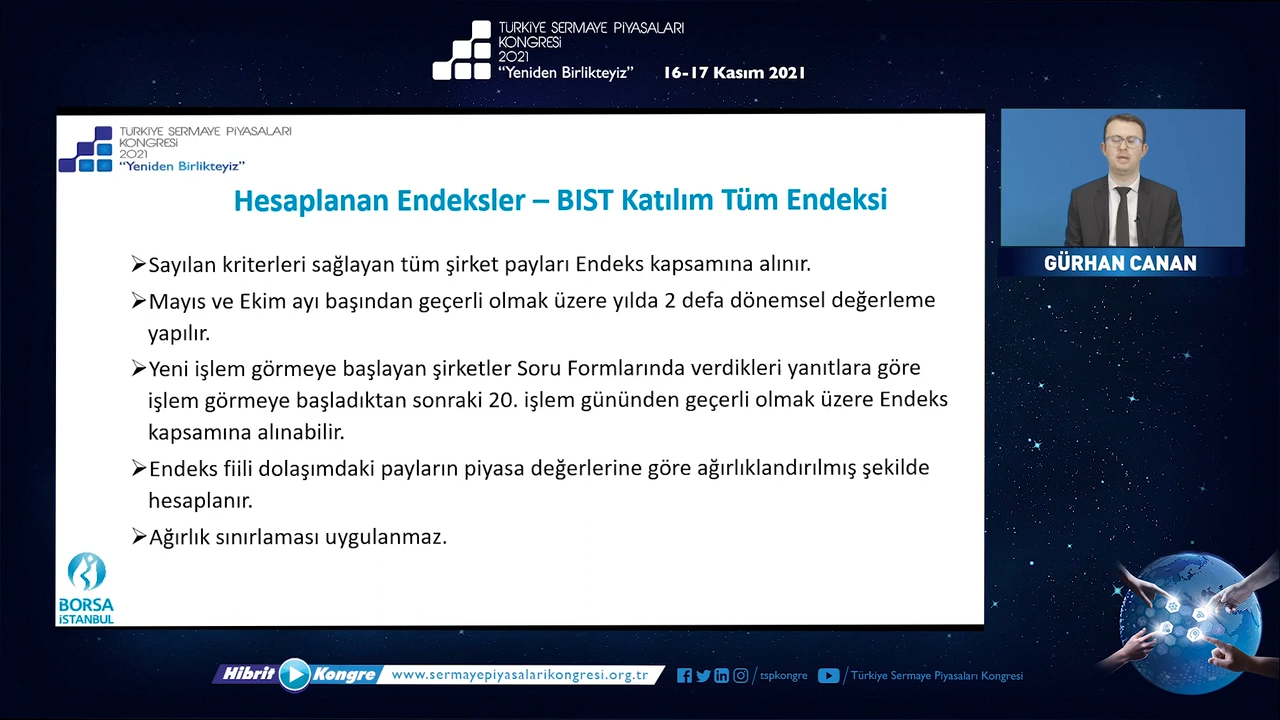 TÜRKİYE SERMAYE PİYASALARI
KONGRESİ
2021
“Yeniden Birlikteyiz”
16-17 Kasım 2021
TÜRKİYE SERMAYE PİYASALARI
KONGRESİ
2021
“Yeniden Birlikteyiz”
Hesaplanan Endeksler – BIST Katılım Tüm Endeksi
➢Sayılan kriterleri sağlayan tüm şirket payları Endeks kapsamına alınır.
➢Mayıs ve Ekim ayı başından geçerli olmak üzere yılda 2 defa dönemsel değerleme
yapılır.
➢Yeni işlem görmeye başlayan şirketler Soru Formlarında verdikleri yanıtlara göre
işlem görmeye başladıktan sonraki 20. işlem gününden geçerli olmak üzere Endeks
kapsamına alınabilir.
➢Endeks fiili dolaşımdaki payların piyasa değerlerine göre ağırlıklandırılmış şekilde
hesaplanır.
➢Ağırlık sınırlaması uygulanmaz.
BORSA
İSTANBUL
GÜRHAN CANAN
Hibrit Kongre
www.sermayepiyasalarikongresi.org.tr
/tspkongre
/Türkiye Sermaye Piyasaları Kongresi